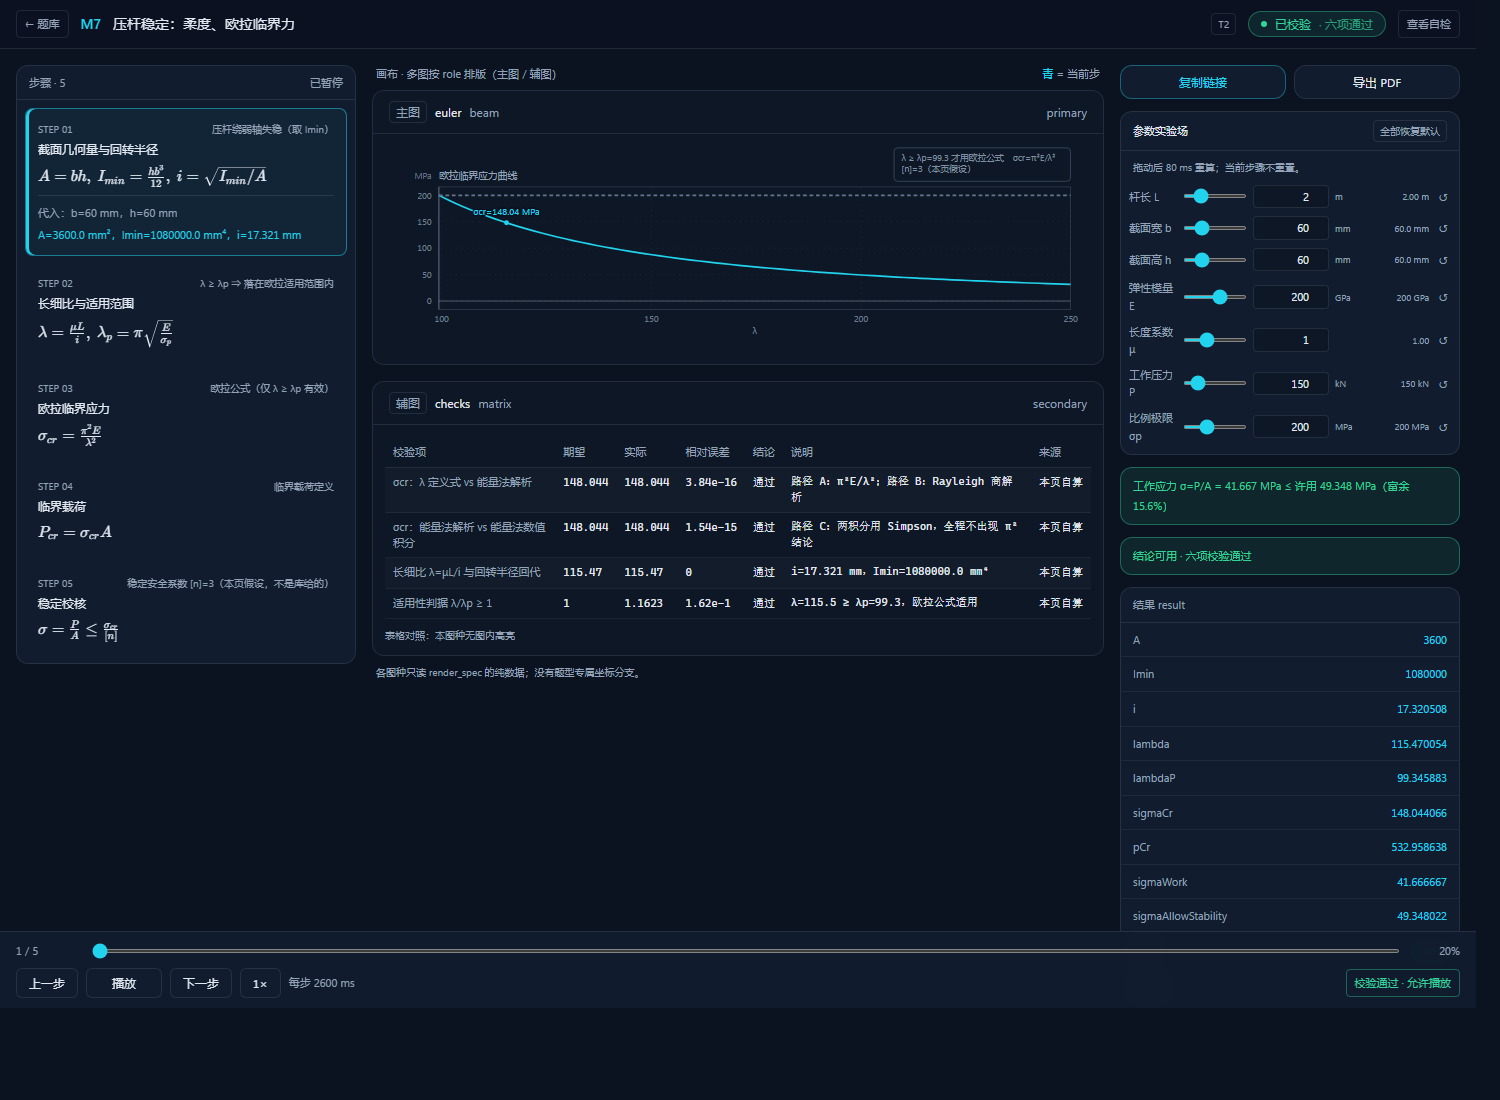 ← 题库 M7 压杆稳定：柔度、欧拉临界力
T2 已校验 · 六项通过 查看自检
步骤 · 5 已暂停
STEP 01 压杆绕弱轴失稳（取 Imin）
截面几何量与回转半径
A = bh, I_min = hb³/12, i = √(I_min/A)
代入：b=60 mm，h=60 mm
A=3600.0 mm²，Imin=1080000.0 mm⁴，i=17.321 mm
STEP 02 λ ≥ λp ⇒ 落在欧拉适用范围内
长细比与适用范围
λ = μL/i, λ_p = π√(E/σ_p)
STEP 03 欧拉公式（仅 λ ≥ λp 有效）
欧拉临界应力
σ_cr = π²E/λ²
STEP 04 临界载荷定义
临界载荷
P_cr = σ_cr A
STEP 05 稳定安全系数 [n]=3（本页假设，不是库给的）
稳定校核
σ = P/A ≤ σ_cr/[n]
画布 · 多图按 role 排版（主图 / 辅图） 青 = 当前步
主图 euler beam primary
λ ≥ λp=99.3 才用欧拉公式 σcr=π²E/λ²
[n]=3（本页假设）
MPa 欧拉临界应力曲线
200
σcr=148.04 MPa
150
100
50
0
100 150 200 250
λ
辅图 checks matrix secondary
校验项 期望 实际 相对误差 结论 说明 来源
σcr：λ 定义式 vs 能量法解析 148.044 148.044 3.84e-16 通过 路径 A：π²E/λ²；路径 B：Rayleigh 商解析 本页自算
σcr：能量法解析 vs 能量法数值积分 148.044 148.044 1.54e-15 通过 路径 C：两积分用 Simpson，全程不出现 π² 结论 本页自算
长细比 λ=μL/i 与回转半径回代 115.47 115.47 0 通过 i=17.321 mm，Imin=1080000.0 mm⁴ 本页自算
适用性判据 λ/λp ≥ 1 1 1.1623 1.62e-1 通过 λ=115.5 ≥ λp=99.3，欧拉公式适用 本页自算
表格对照：本图种无图内高亮
各图种只读 render_spec 的纯数据；没有题型专属坐标分支。
复制链接 导出 PDF
参数实验场 全部恢复默认
拖动后 80 ms 重算；当前步骤不重置。
杆长 L 2 m 2.00 m ↺
截面宽 b 60 mm 60.0 mm ↺
截面高 h 60 mm 60.0 mm ↺
弹性模量 E 200 GPa 200 GPa ↺
长度系数 μ 1 1.00 ↺
工作压力 P 150 kN 150 kN ↺
比例极限 σp 200 MPa 200 MPa ↺
工作应力 σ=P/A = 41.667 MPa ≤ 许用 49.348 MPa（富余
15.6%）
结论可用 · 六项校验通过
结果 result
A 3600
Imin 1080000
i 17.320508
lambda 115.470054
lambdaP 99.345883
sigmaCr 148.044066
pCr 532.958638
sigmaWork 41.666667
sigmaAllowStability 49.348022
1 / 5 20%
上一步 播放 下一步 1× 每步 2600 ms 校验通过 · 允许播放